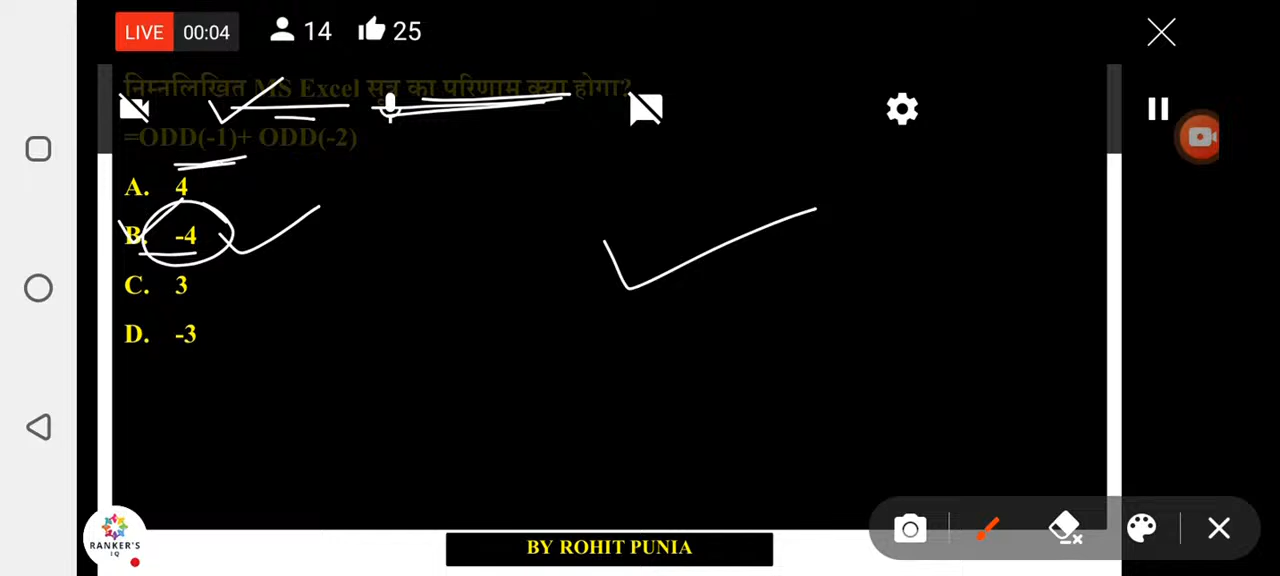 LIVE 00:04 14 25
निम्नलिखित MS Excel सूत्र का परिणाम क्या होगा?
=ODD(-1)+ ODD(-2)
A. 4
B. -4
C. 3
D. -3
RANKER'S
IQ
BY ROHIT PUNIA